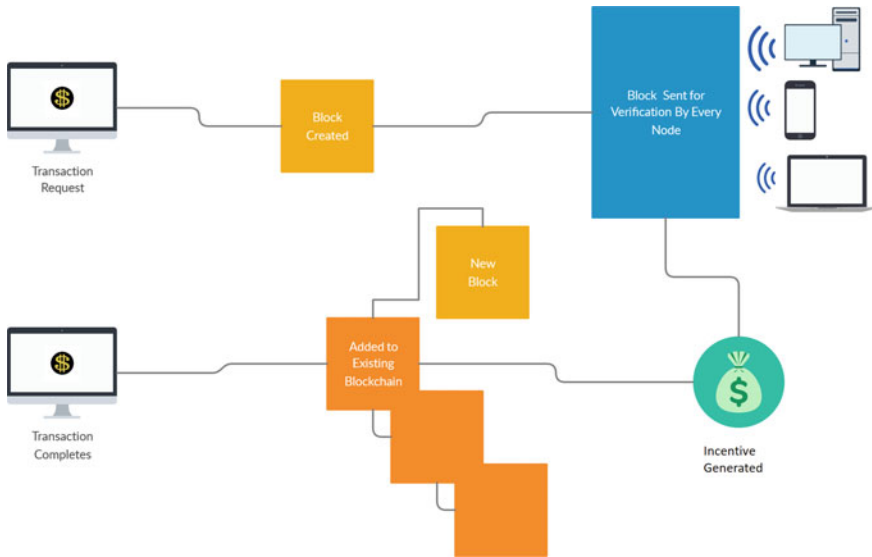 Block Sent for
Verification By Every
Node
Block
Created
Transaction
Request
New
Block
Added to
Existing
Blockchain
$
$
$
Transaction
Completes
Incentive
Generated